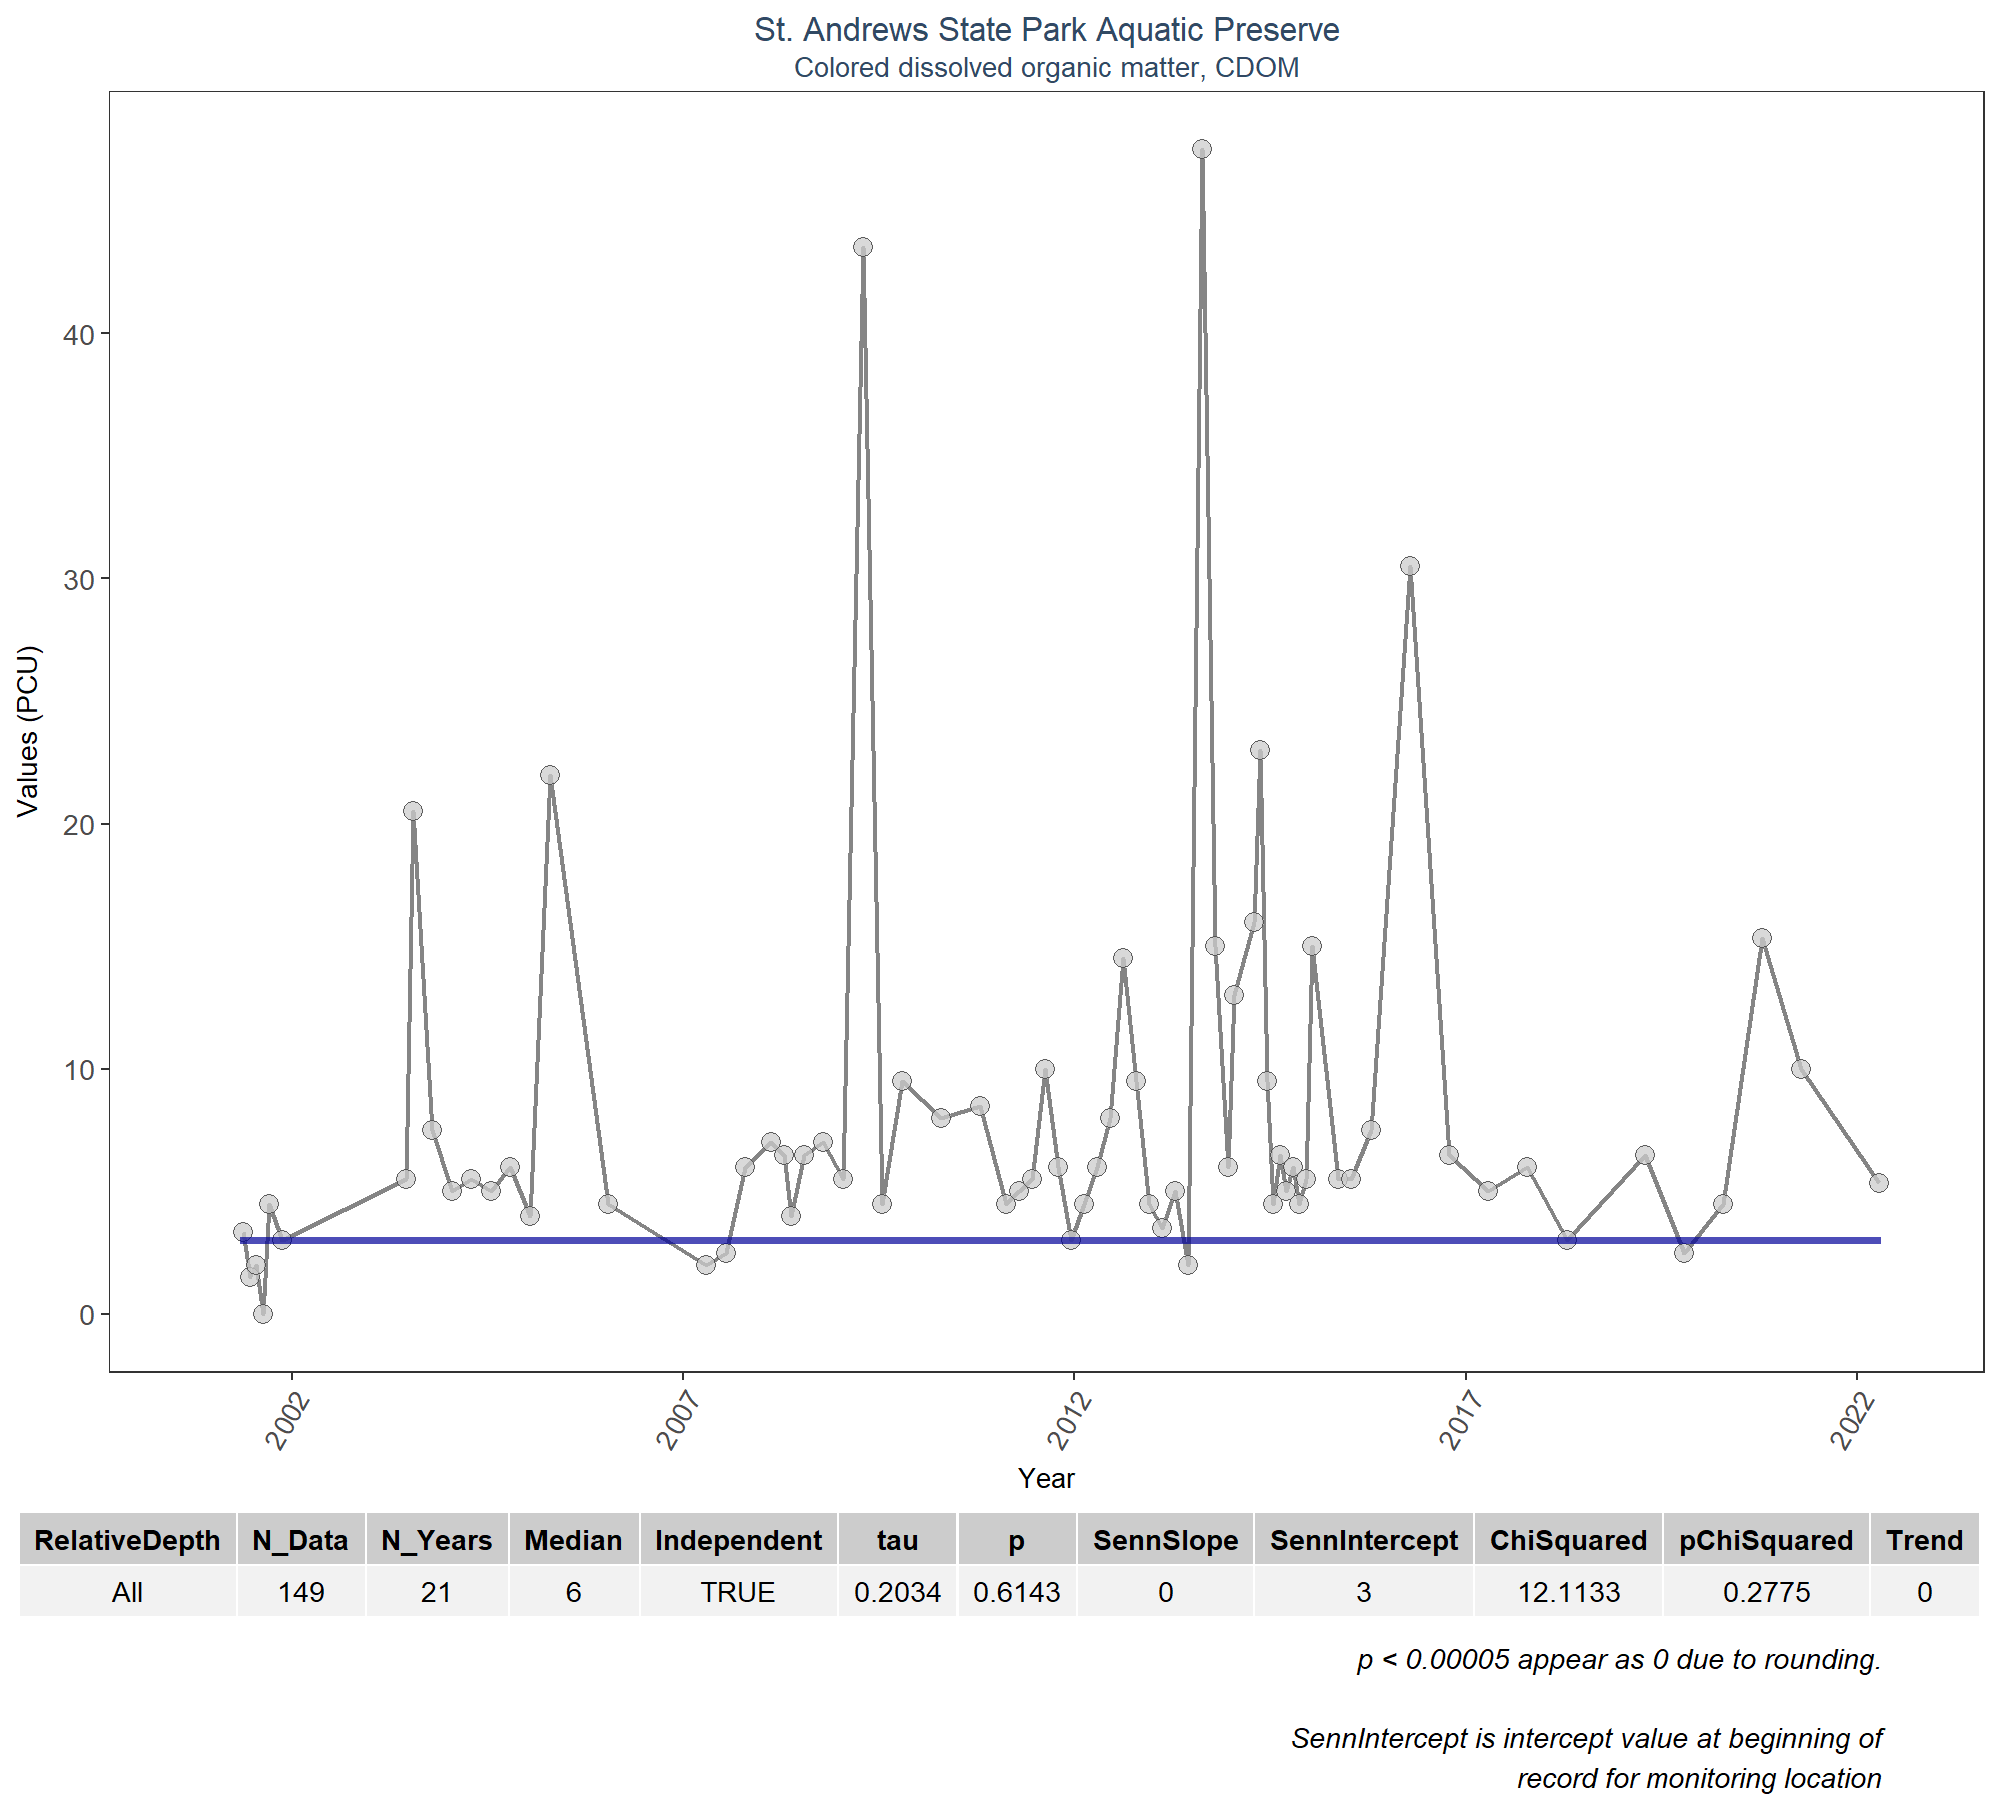 St. Andrews State Park Aquatic Preserve
Colored dissolved organic matter, CDOM
Values (PCU)
40
30
20
10
0
2002
2007
2012
2017
2022
Year
RelativeDepth N_Data N_Years Median Independent tau p SennSlope SennIntercept ChiSquared pChiSquared Trend
All 149 21 6 TRUE 0.2034 0.6143 0 3 12.1133 0.2775 0
p < 0.00005 appear as 0 due to rounding.
SennIntercept is intercept value at beginning of
record for monitoring location